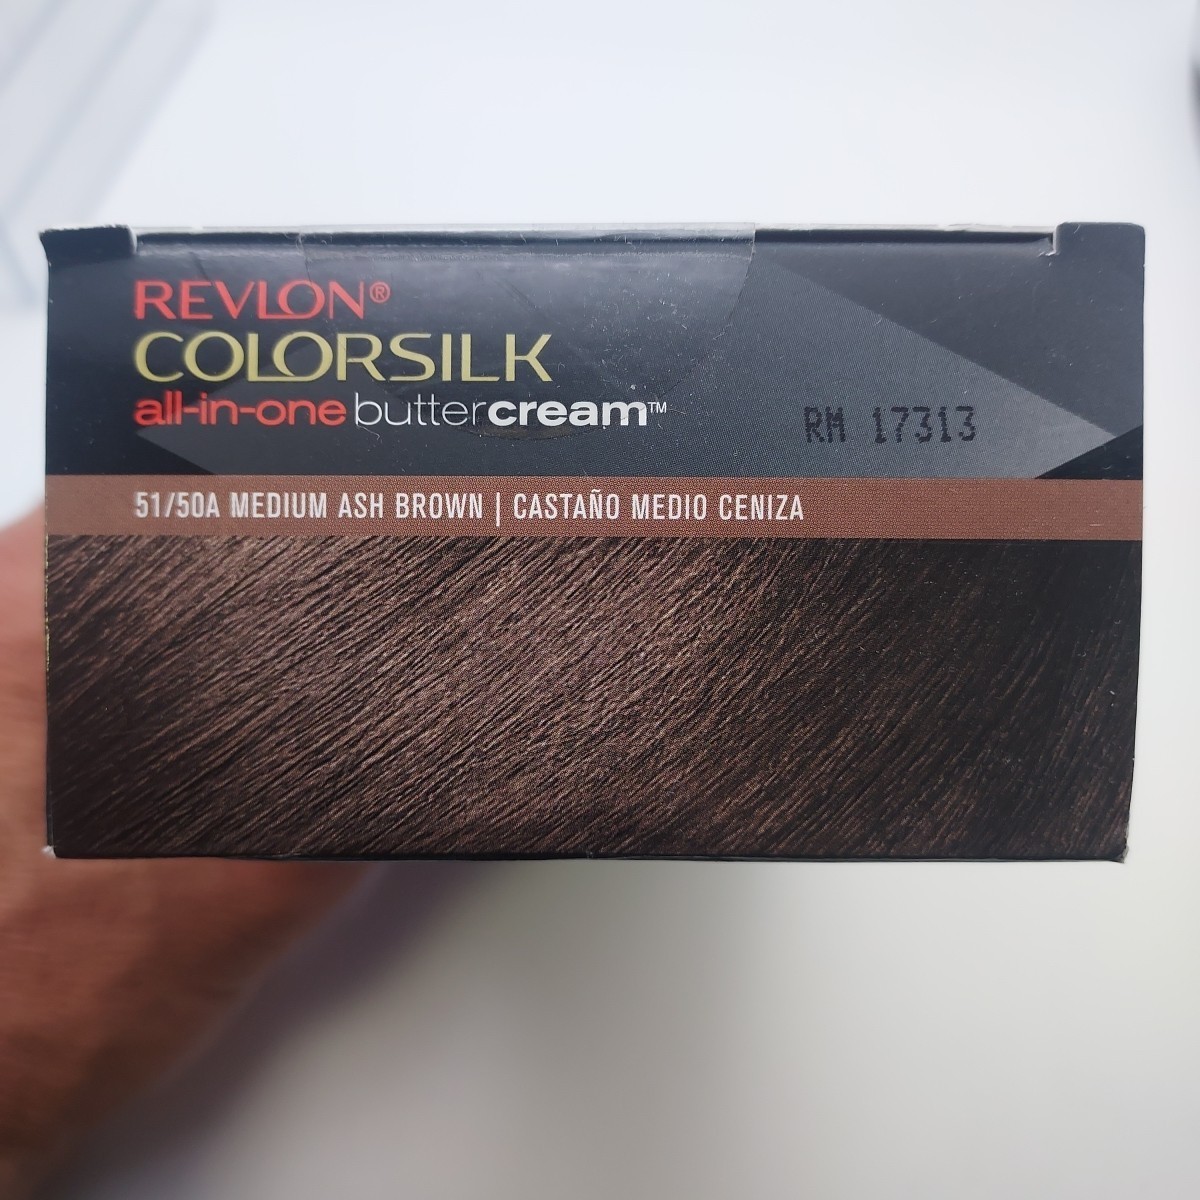 REVLON®
COLORSILK
all-in-one buttercream™
RM 17313
51/50A MEDIUM ASH BROWN | CASTAÑO MEDIO CENIZA